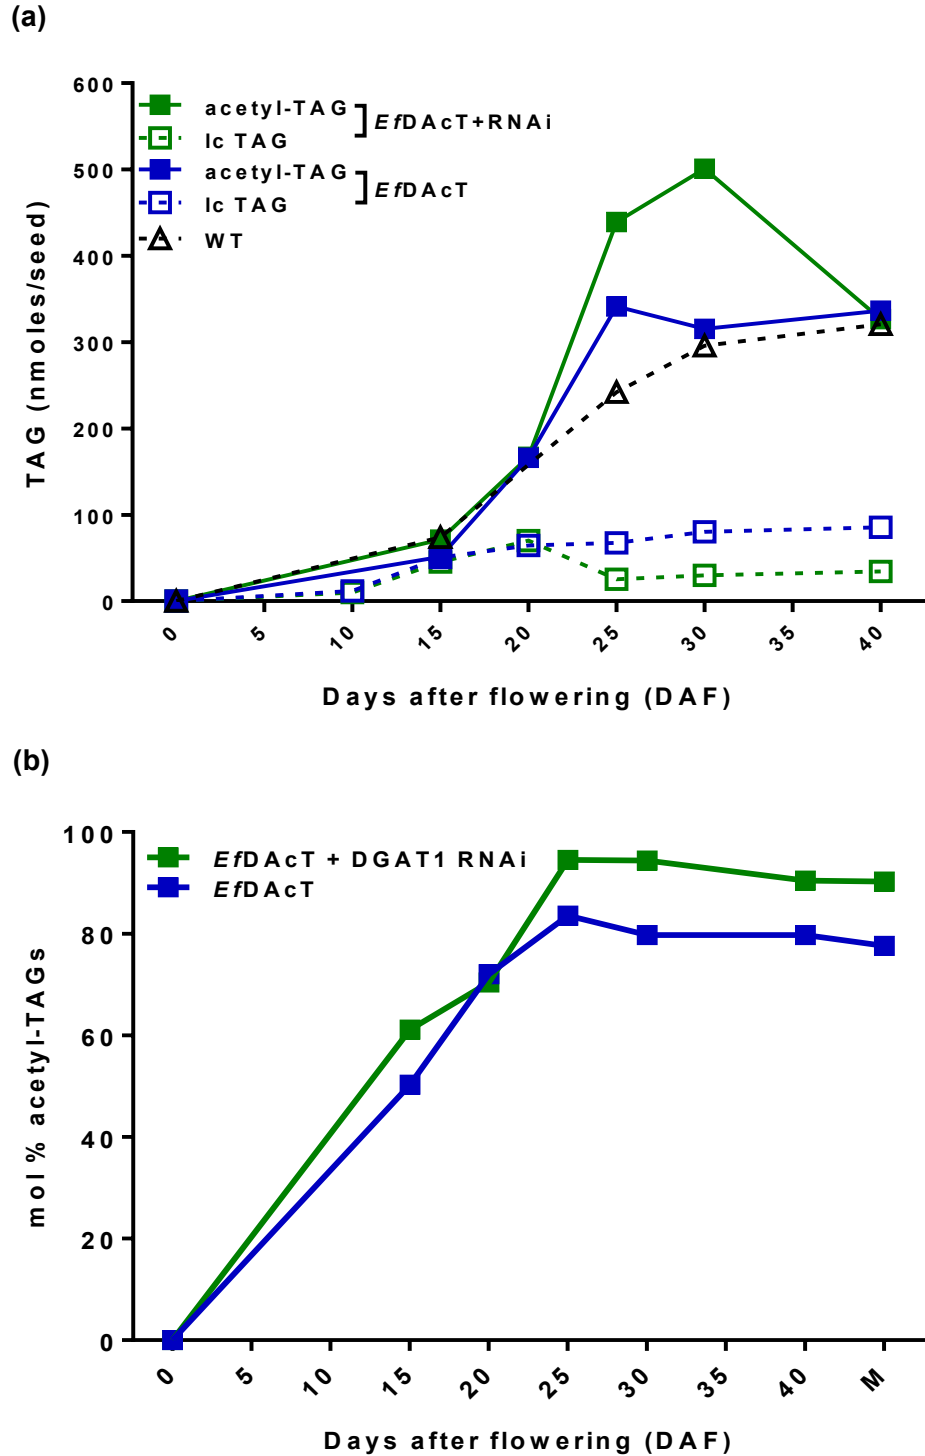 (a)
TAG (nmoles/seed)
600
500
400
300
200
100
0
acetyl-TAG
lc TAG
EfDAcT+RNAi
acetyl-TAG
lc TAG
EfDAcT
WT
0 5 10 15 20 25 30 35 40
Days after flowering (DAF)
(b)
mol % acetyl-TAGs
100
80
60
40
20
0
EfDAcT + DGAT1 RNAi
EfDAcT
0 5 10 15 20 25 30 35 40 M
Days after flowering (DAF)